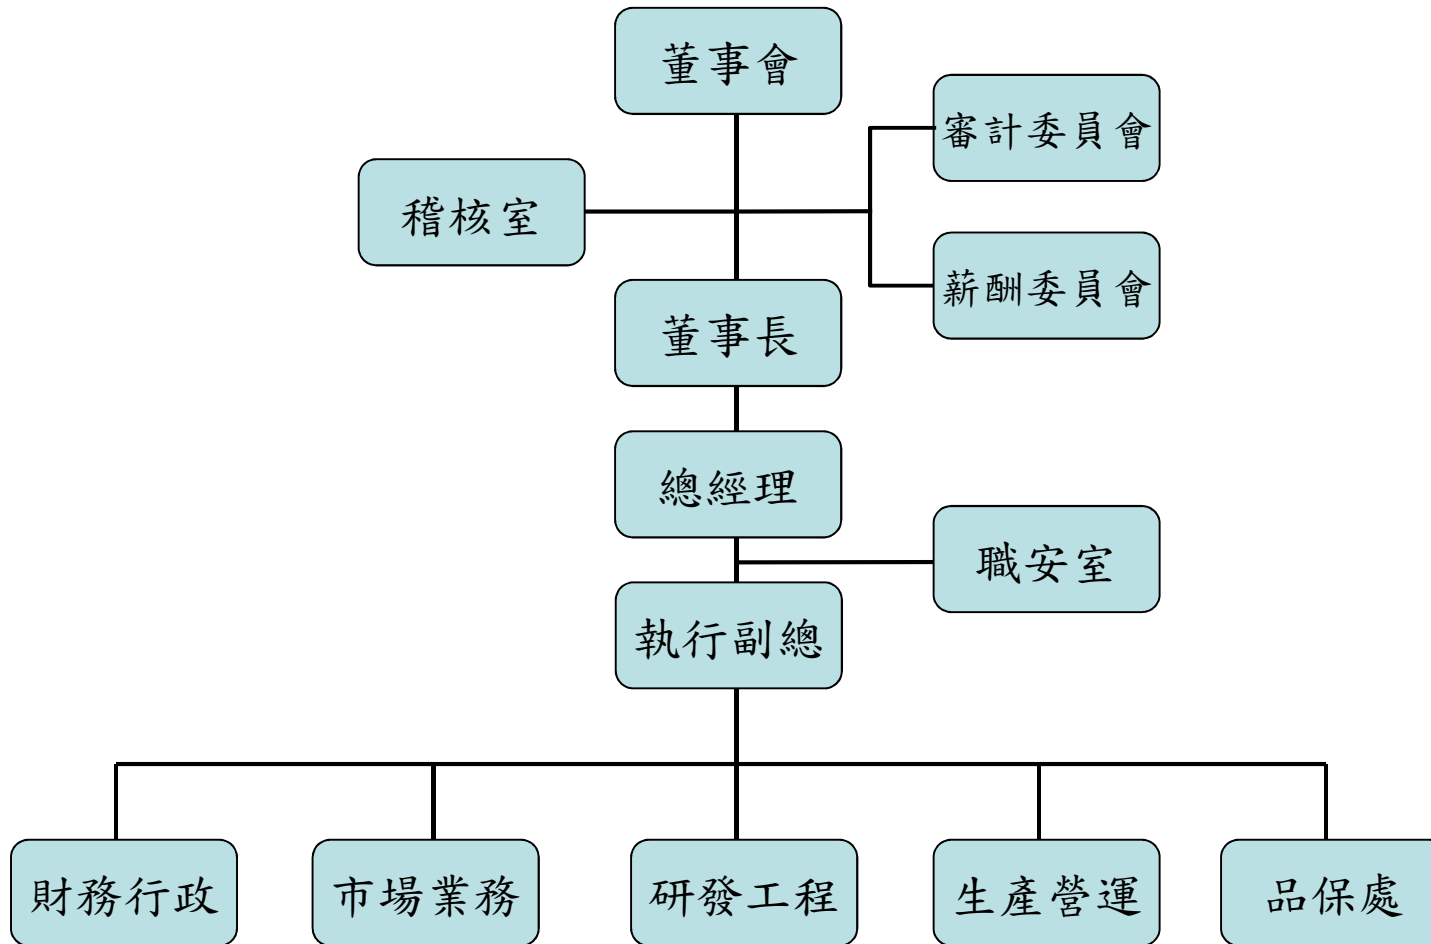 董事會
審計委員會
稽核室
薪酬委員會
董事長
總經理
職安室
執行副總
財務行政
市場業務
研發工程
生產營運
品保處